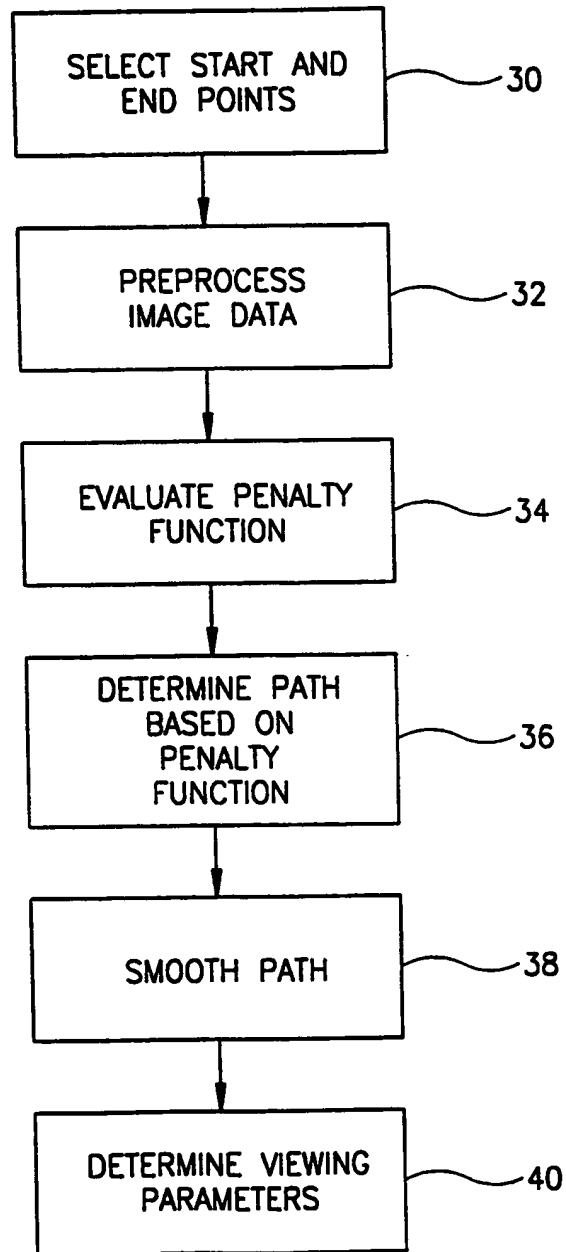 SELECT START AND
END POINTS
30
PREPROCESS
IMAGE DATA
32
EVALUATE PENALTY
FUNCTION
34
DETERMINE PATH
BASED ON
PENALTY
FUNCTION
36
SMOOTH PATH
38
DETERMINE VIEWING
PARAMETERS
40